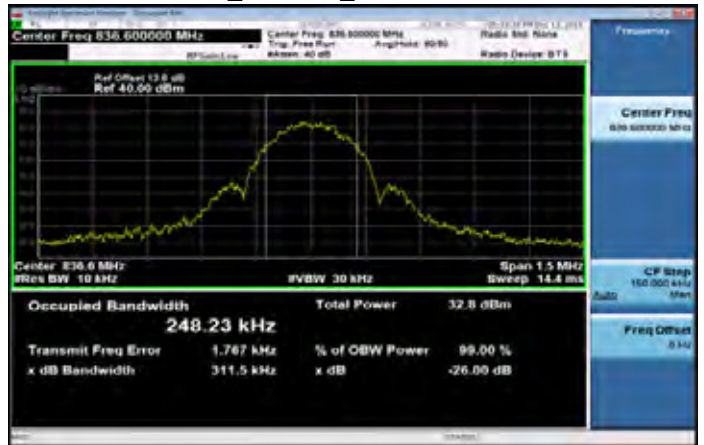 Center Freq 836.600000 MHz
Center Freq: 836.600000 MHz
Radio Std: None
Trig: Free Run
Avg|Hold: 80/80
#IFGain:Low
#Atten: 40 dB
Radio Device: BTS
Frequency
Ref Offset 13.8 dB
Ref 40.00 dBm
Center Freq
836.600000 MHz
Center 836.6 MHz
Span 1.5 MHz
#Res BW 10 kHz
#VBW 30 kHz
Sweep 14.4 ms
CF Step
150.000 kHz
Auto
Man
Occupied Bandwidth
Total Power
32.8 dBm
248.23 kHz
Freq Offset
0 Hz
Transmit Freq Error
1.767 kHz
% of OBW Power
99.00 %
x dB Bandwidth
311.5 kHz
x dB
-26.00 dB